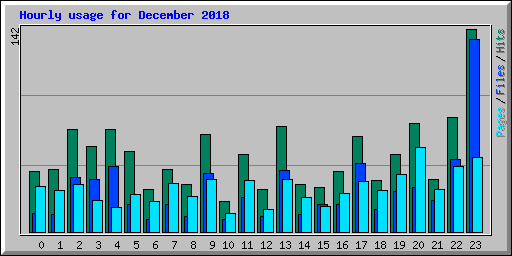 Hourly usage for December 2018
142
Pages / Files / Hits
0 1 2 3 4 5 6 7 8 9 10 11 12 13 14 15 16 17 18 19 20 21 22 23